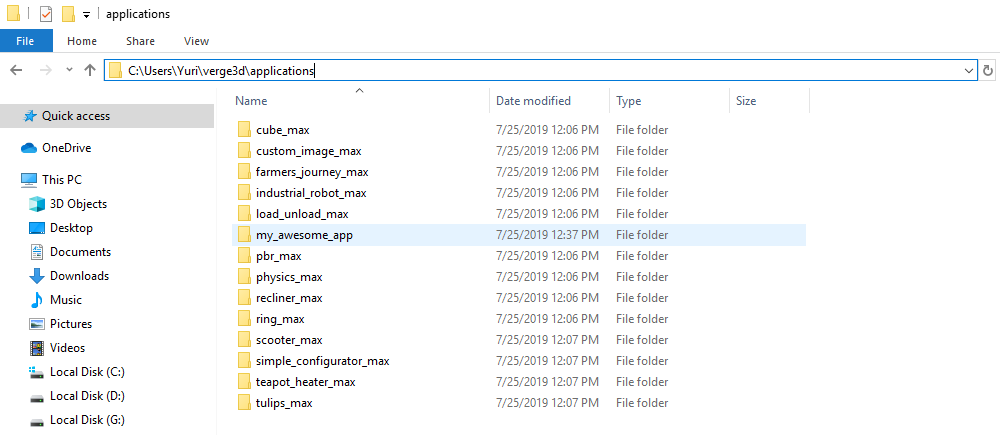 applications
File Home Share View
C:\Users\Yuri\verge3d\applications
Name Date modified Type Size
Quick access
OneDrive
This PC
3D Objects
Desktop
Documents
Downloads
Music
Pictures
Videos
Local Disk (C:)
Local Disk (D:)
Local Disk (G:)
cube_max 7/25/2019 12:06 PM File folder
custom_image_max 7/25/2019 12:06 PM File folder
farmers_journey_max 7/25/2019 12:06 PM File folder
industrial_robot_max 7/25/2019 12:06 PM File folder
load_unload_max 7/25/2019 12:06 PM File folder
my_awesome_app 7/25/2019 12:37 PM File folder
pbr_max 7/25/2019 12:06 PM File folder
physics_max 7/25/2019 12:06 PM File folder
recliner_max 7/25/2019 12:06 PM File folder
ring_max 7/25/2019 12:06 PM File folder
scooter_max 7/25/2019 12:07 PM File folder
simple_configurator_max 7/25/2019 12:07 PM File folder
teapot_heater_max 7/25/2019 12:07 PM File folder
tulips_max 7/25/2019 12:07 PM File folder